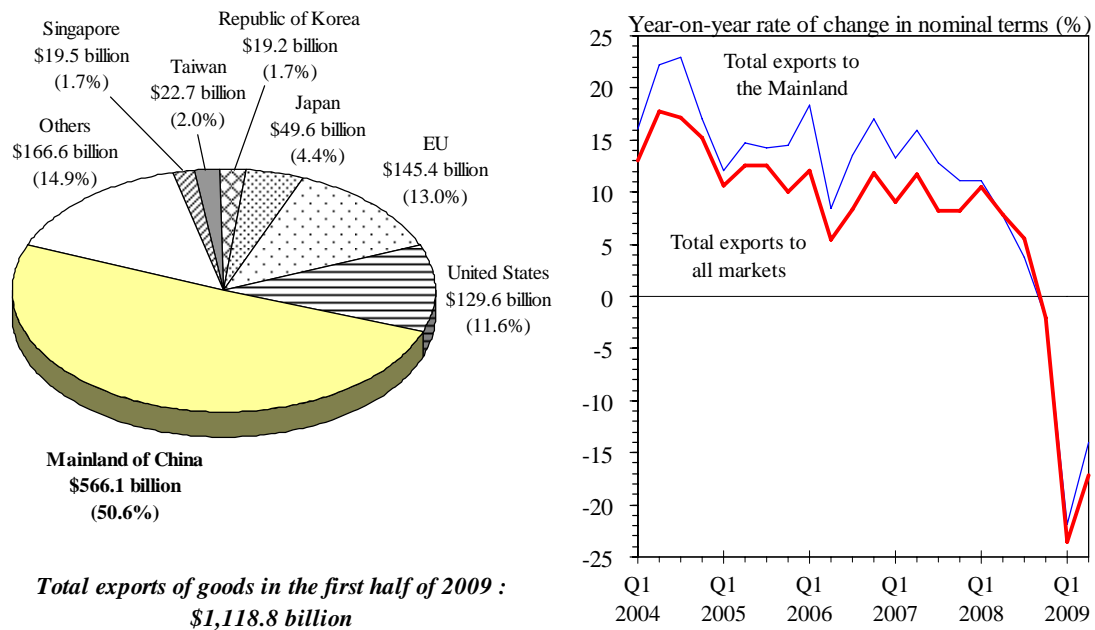 Singapore
$19.5 billion
(1.7%)
Taiwan
$22.7 billion
(2.0%)
Republic of Korea
$19.2 billion
(1.7%)
Japan
$49.6 billion
(4.4%)
Others
$166.6 billion
(14.9%)
EU
$145.4 billion
(13.0%)
United States
$129.6 billion
(11.6%)
Mainland of China
$566.1 billion
(50.6%)
Total exports of goods in the first half of 2009 :
$1,118.8 billion
Year-on-year rate of change in nominal terms (%)
25
20
15
10
5
0
-5
-10
-15
-20
-25
Total exports to
the Mainland
Total exports to
all markets
Q1 Q1 Q1 Q1 Q1 Q1
2004 2005 2006 2007 2008 2009